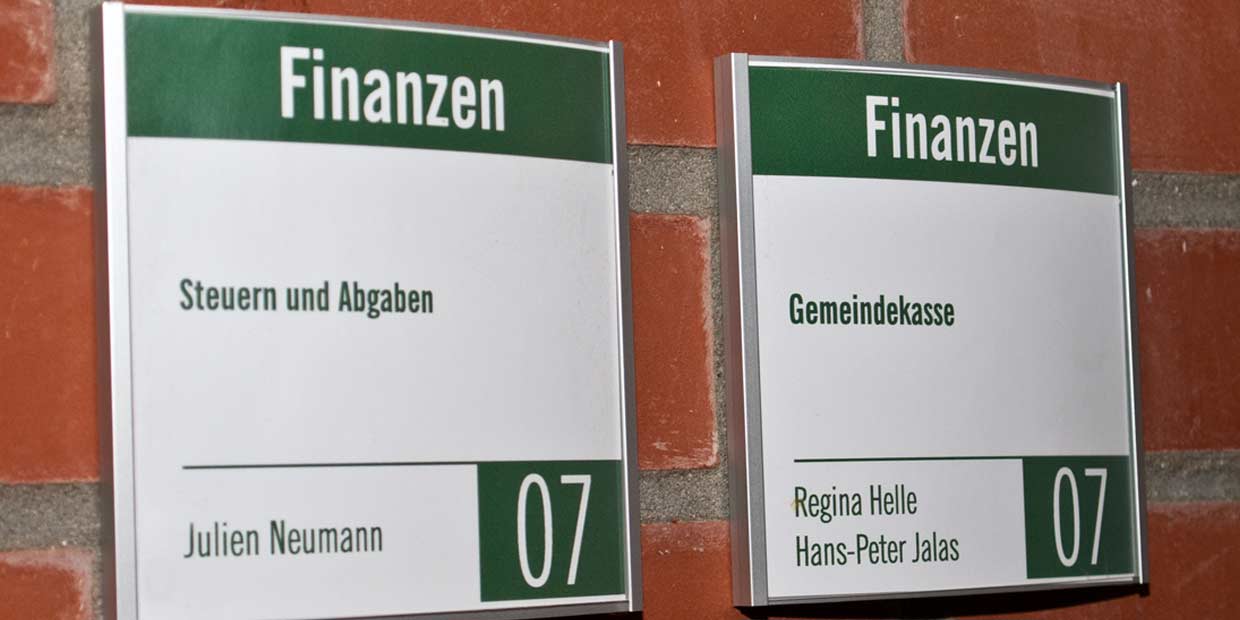 Finanzen
Steuern und Abgaben
Julien Neumann
07
Finanzen
Gemeindekasse
Regina Helle
Hans-Peter Jalas
07